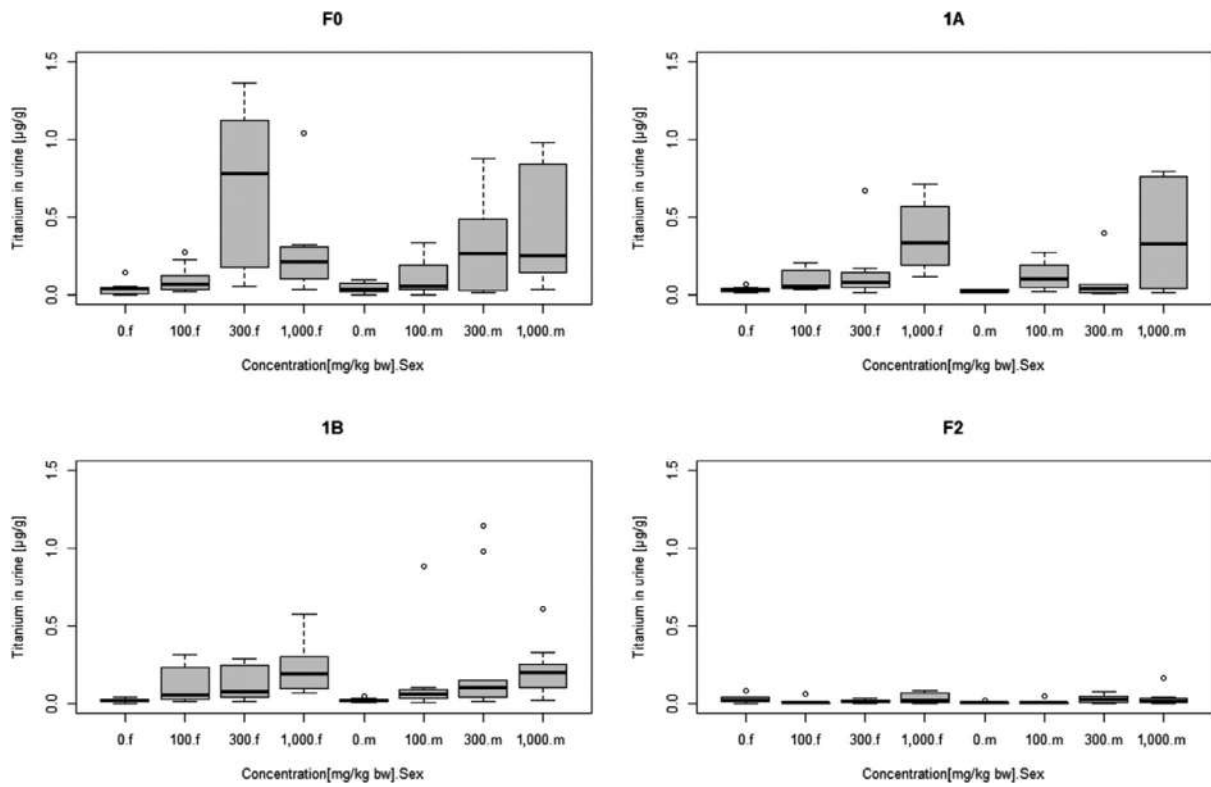 F0
1.5
1.0
0.5
0.0
Titanium in urine [µg/g]
0.f 100.f 300.f 1,000.f 0.m 100.m 300.m 1,000.m
Concentration[mg/kg bw].Sex
1A
1.5
1.0
0.5
0.0
Titanium in urine [µg/g]
0.f 100.f 300.f 1,000.f 0.m 100.m 300.m 1,000.m
Concentration[mg/kg bw].Sex
1B
1.5
1.0
0.5
0.0
Titanium in urine [µg/g]
0.f 100.f 300.f 1,000.f 0.m 100.m 300.m 1,000.m
Concentration[mg/kg bw].Sex
F2
1.5
1.0
0.5
0.0
Titanium in urine [µg/g]
0.f 100.f 300.f 1,000.f 0.m 100.m 300.m 1,000.m
Concentration[mg/kg bw].Sex